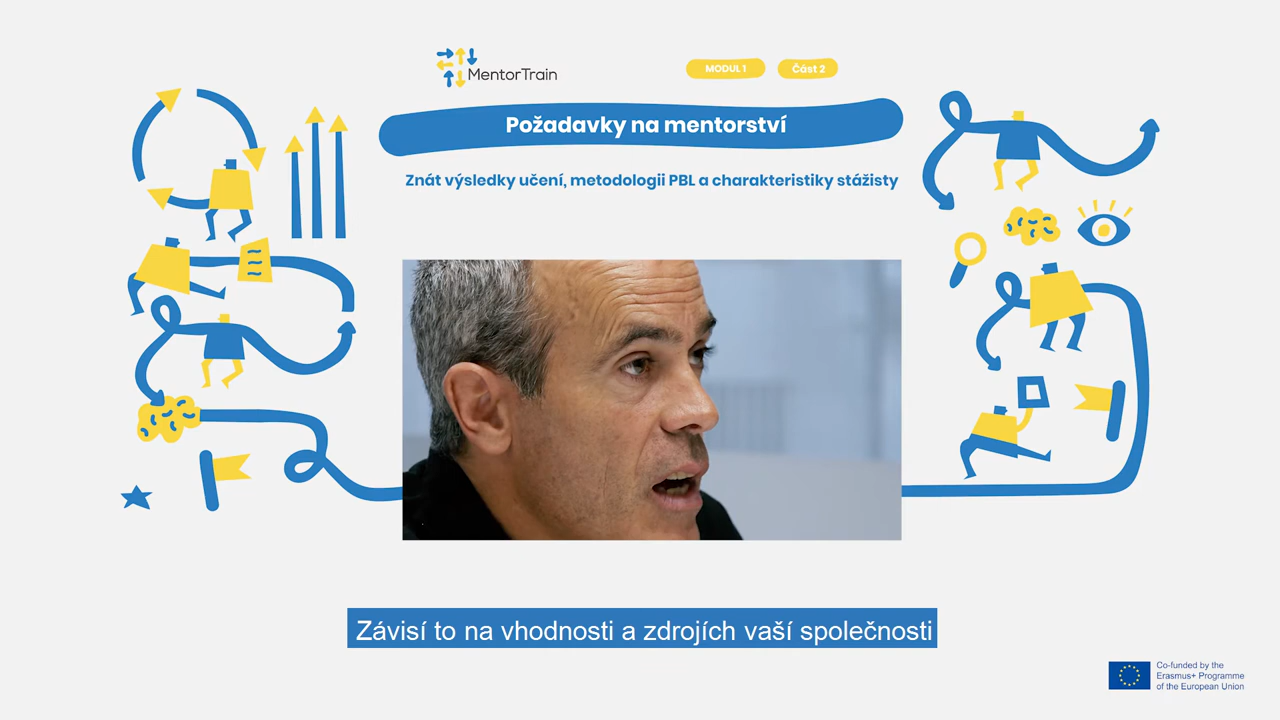 MentorTrain
MODUL 1
Část 2
Požadavky na mentorství
Znát výsledky učení, metodologii PBL a charakteristiky stážisty
Závisí to na vhodnosti a zdrojích vaší společnosti
Co-funded by the
Erasmus+ Programme
of the European Union